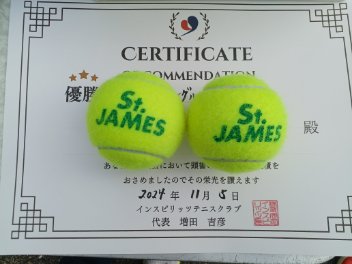 CERTIFICATE
COMMENDATION
優勝
殿
St.
JAMES
St.
JAMES
において
おさめましたのでその栄光を讃えます
2024 年 11 月 5 日
インスピリッツテニスクラブ
代表 増田 吉彦